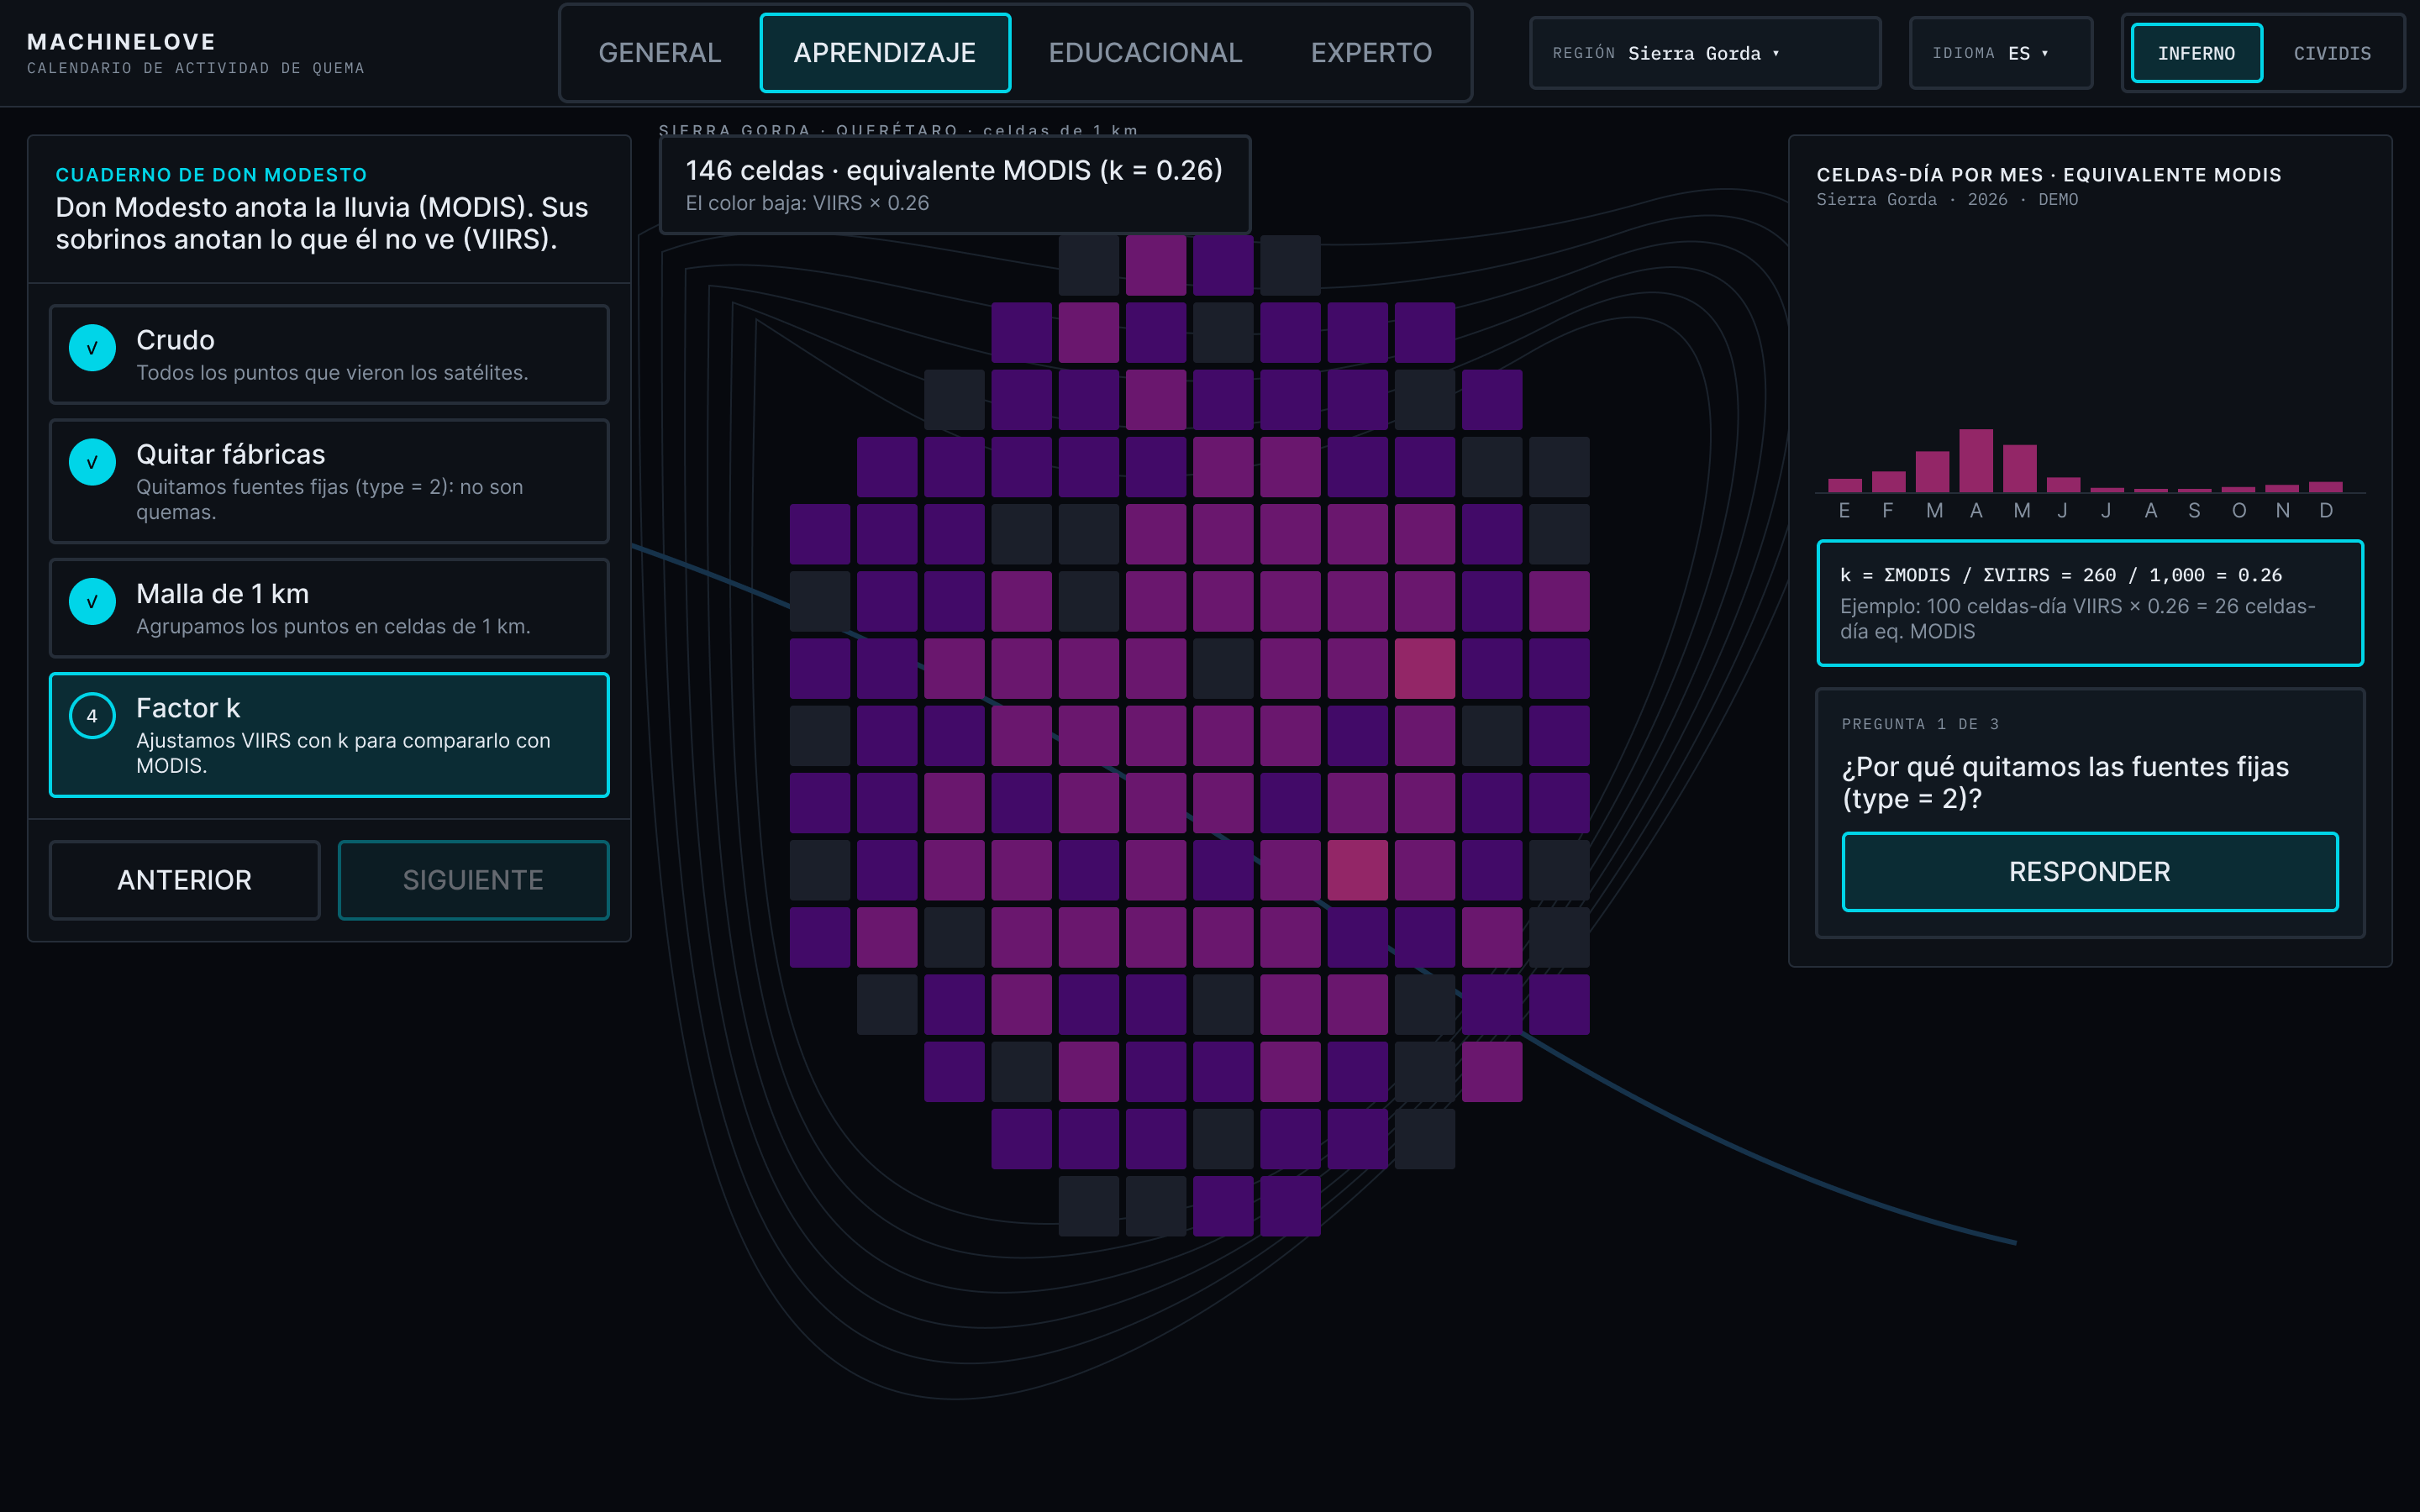 MACHINELOVE
CALENDARIO DE ACTIVIDAD DE QUEMA
GENERAL
APRENDIZAJE
EDUCACIONAL
EXPERTO
REGIÓN Sierra Gorda ▾
IDIOMA ES ▾
INFERNO
CIVIDIS
CUADERNO DE DON MODESTO
Don Modesto anota la lluvia (MODIS). Sus
sobrinos anotan lo que él no ve (VIIRS).
✓ Crudo
Todos los puntos que vieron los satélites.
✓ Quitar fábricas
Quitamos fuentes fijas (type = 2): no son
quemas.
✓ Malla de 1 km
Agrupamos los puntos en celdas de 1 km.
4 Factor k
Ajustamos VIIRS con k para compararlo con
MODIS.
ANTERIOR
SIGUIENTE
SIERRA GORDA · QUERÉTARO · celdas de 1 km
146 celdas · equivalente MODIS (k = 0.26)
El color baja: VIIRS × 0.26
CELDAS-DÍA POR MES · EQUIVALENTE MODIS
Sierra Gorda · 2026 · DEMO
E F M A M J J A S O N D
k = ΣMODIS / ΣVIIRS = 260 / 1,000 = 0.26
Ejemplo: 100 celdas-día VIIRS × 0.26 = 26 celdas-
día eq. MODIS
PREGUNTA 1 DE 3
¿Por qué quitamos las fuentes fijas
(type = 2)?
RESPONDER